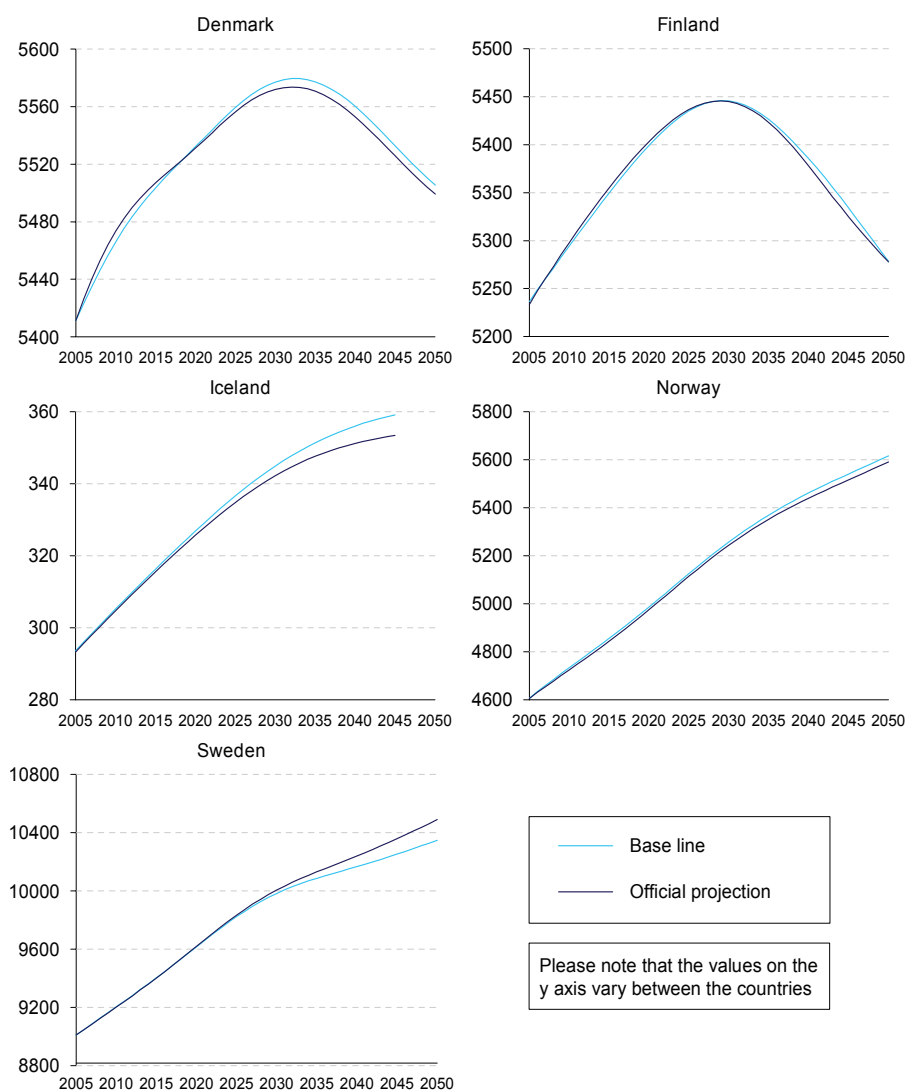 Denmark
5600
5560
5520
5480
5440
5400
2005 2010 2015 2020 2025 2030 2035 2040 2045 2050
Finland
5500
5450
5400
5350
5300
5250
5200
2005 2010 2015 2020 2025 2030 2035 2040 2045 2050
Iceland
360
340
320
300
280
2005 2010 2015 2020 2025 2030 2035 2040 2045 2050
Norway
5800
5600
5400
5200
5000
4800
4600
2005 2010 2015 2020 2025 2030 2035 2040 2045 2050
Sweden
10800
10400
10000
9600
9200
8800
2005 2010 2015 2020 2025 2030 2035 2040 2045 2050
Base line
Official projection
Please note that the values on the
y axis vary between the countries